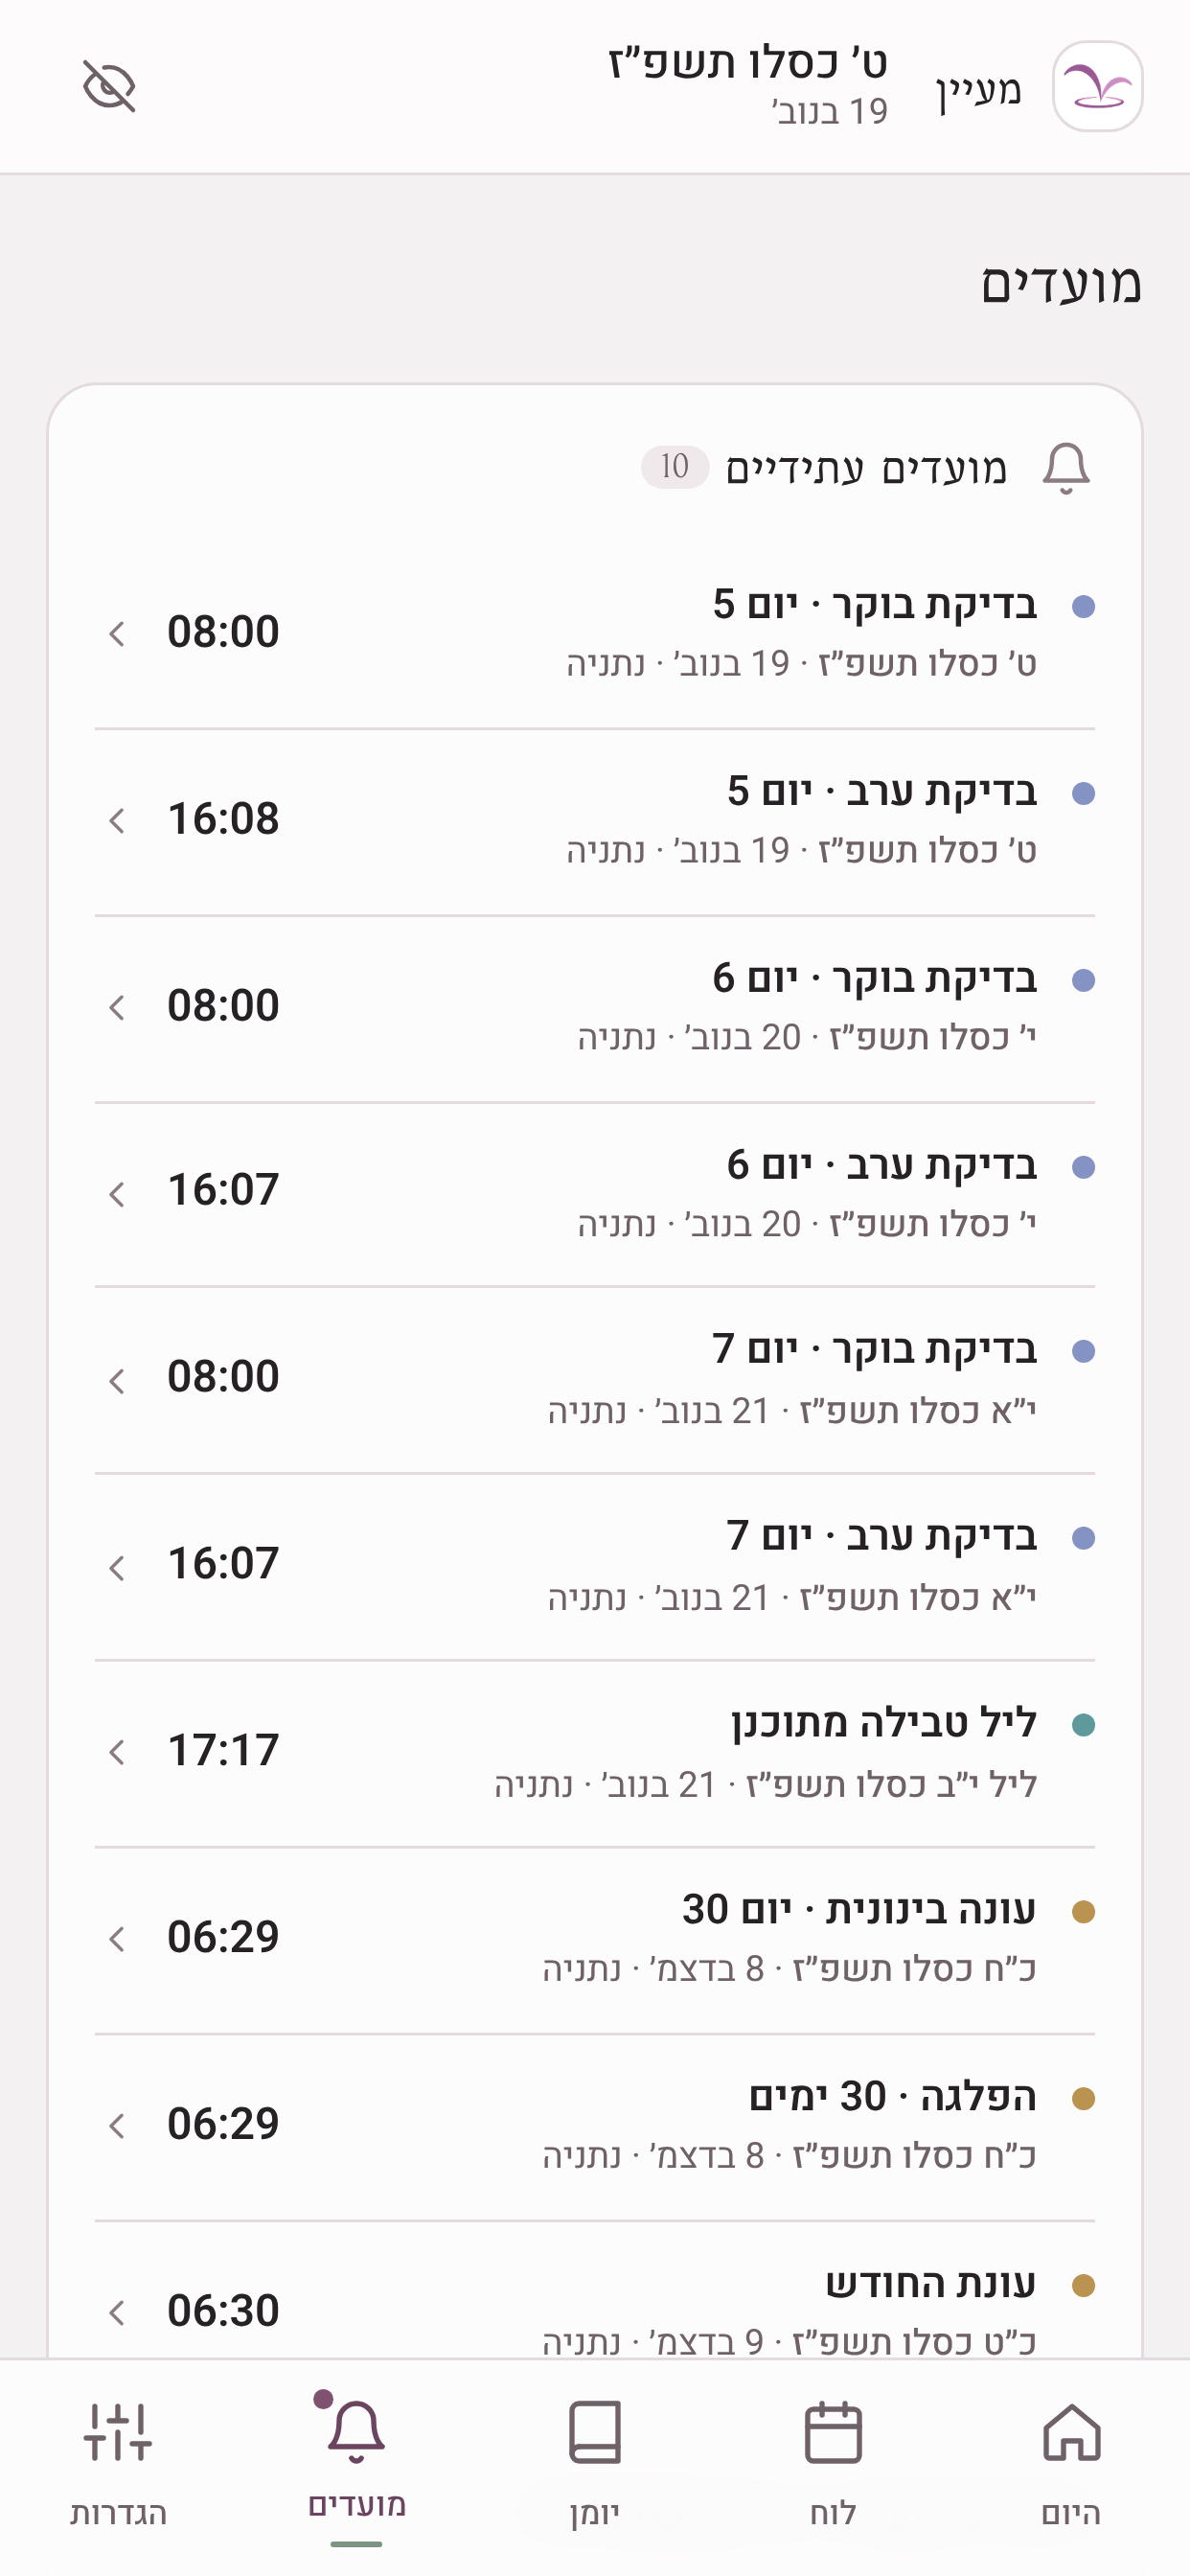 מעיין
ט׳ כסלו תשפ״ז
19 בנוב׳
מועדים
מועדים עתידיים 10
בדיקת בוקר · יום 5
ט׳ כסלו תשפ״ז · 19 בנוב׳ · נתניה
08:00
בדיקת ערב · יום 5
ט׳ כסלו תשפ״ז · 19 בנוב׳ · נתניה
16:08
בדיקת בוקר · יום 6
י׳ כסלו תשפ״ז · 20 בנוב׳ · נתניה
08:00
בדיקת ערב · יום 6
י׳ כסלו תשפ״ז · 20 בנוב׳ · נתניה
16:07
בדיקת בוקר · יום 7
י״א כסלו תשפ״ז · 21 בנוב׳ · נתניה
08:00
בדיקת ערב · יום 7
י״א כסלו תשפ״ז · 21 בנוב׳ · נתניה
16:07
ליל טבילה מתוכנן
ליל י״ב כסלו תשפ״ז · 21 בנוב׳ · נתניה
17:17
עונה בינונית · יום 30
כ״ח כסלו תשפ״ז · 8 בדצמ׳ · נתניה
06:29
הפלגה · 30 ימים
כ״ח כסלו תשפ״ז · 8 בדצמ׳ · נתניה
06:29
עונת החודש
כ״ט כסלו תשפ״ז · 9 בדצמ׳ · נתניה
06:30
היום
לוח
יומן
מועדים
הגדרות